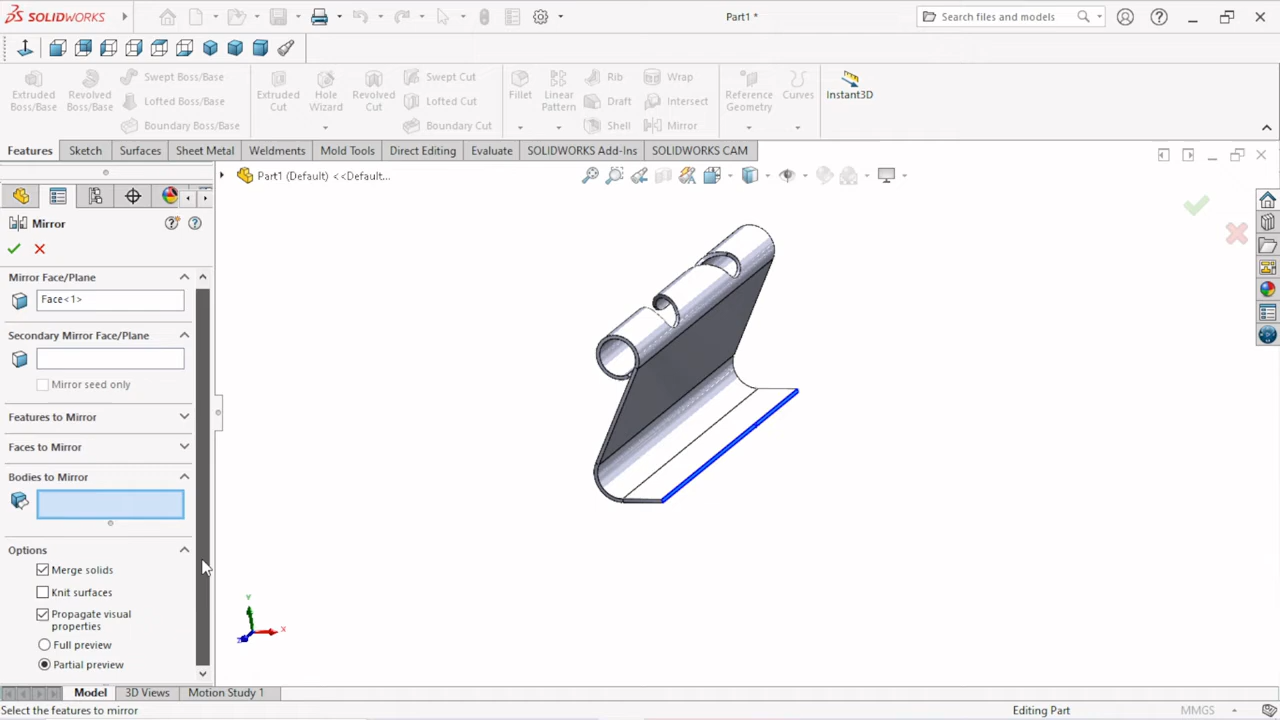 SOLIDWORKS
Part1 *
Search files and models
Extruded Boss/Base
Revolved Boss/Base
Swept Boss/Base
Lofted Boss/Base
Boundary Boss/Base
Extruded Cut
Hole Wizard
Revolved Cut
Swept Cut
Lofted Cut
Boundary Cut
Fillet
Linear Pattern
Rib
Draft
Shell
Wrap
Intersect
Mirror
Reference Geometry
Curves
Instant3D
Features
Sketch
Surfaces
Sheet Metal
Weldments
Mold Tools
Direct Editing
Evaluate
SOLIDWORKS Add-Ins
SOLIDWORKS CAM
Part1 (Default) <<Default...
Mirror
Mirror Face/Plane
Face<1>
Secondary Mirror Face/Plane
Mirror seed only
Features to Mirror
Faces to Mirror
Bodies to Mirror
Options
Merge solids
Knit surfaces
Propagate visual
properties
Full preview
Partial preview
Y
X
Z
Model
3D Views
Motion Study 1
Select the features to mirror
Editing Part
MMGS